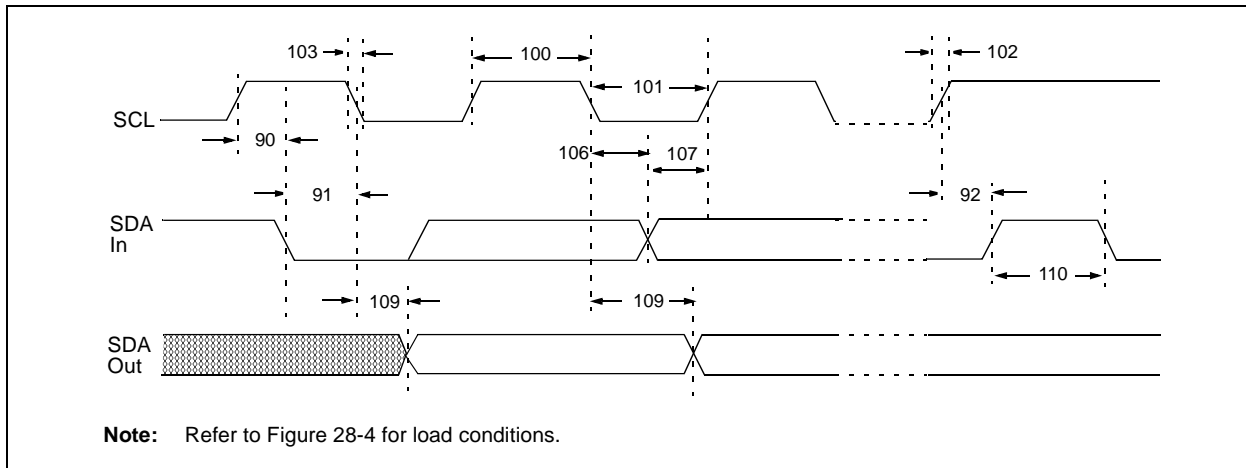 103
100
102
101
SCL
90
106
107
91
92
SDA
In
110
109
109
SDA
Out
Note: Refer to Figure 28-4 for load conditions.